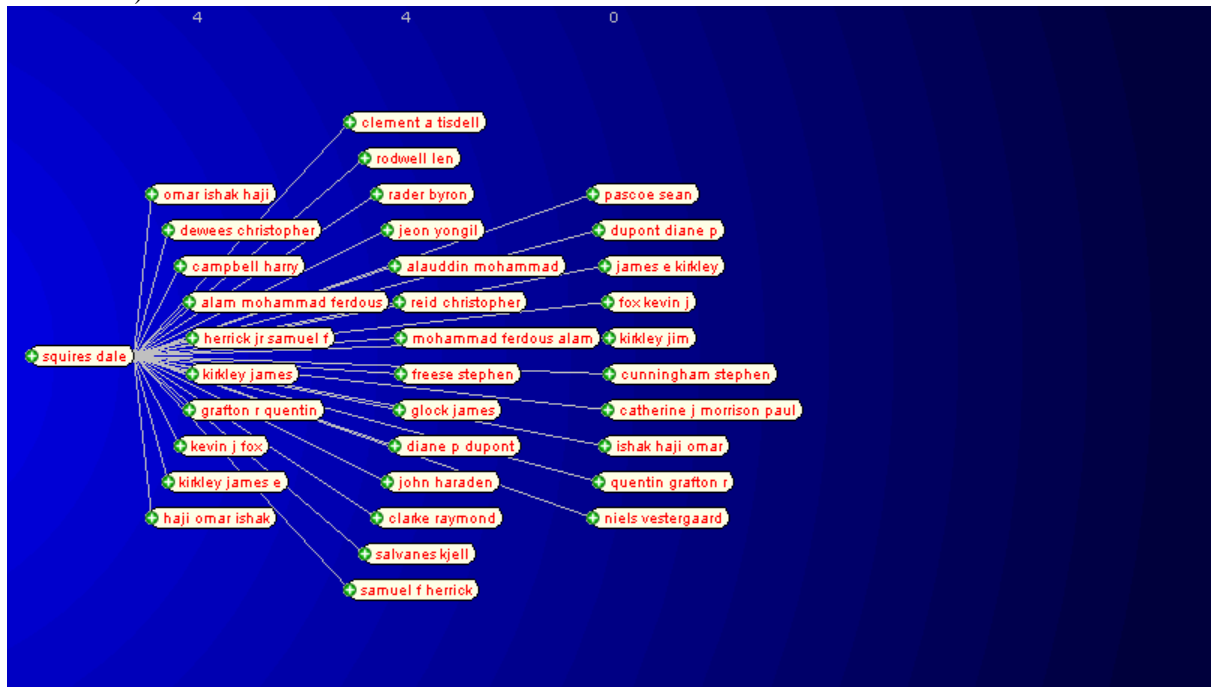 4 4 0
clement a tisdell
rodwell len
omar ishak haji rader byron pascoe sean
dewees christopher jeon yongil dupont diane p
campbell harry alauddin mohammad james e kirkley
alam mohammad ferdous reid christopher fox kevin j
herrick jr samuel f mohammad ferdous alam kirkley jim
squires dale
kirkley james freese stephen cunningham stephen
grafton r quentin glock james catherine j morrison paul
kevin j fox diane p dupont ishak haji omar
kirkley james e john haraden quentin grafton r
haji omar ishak clarke raymond niels vestergaard
salvanes kjell
samuel f herrick